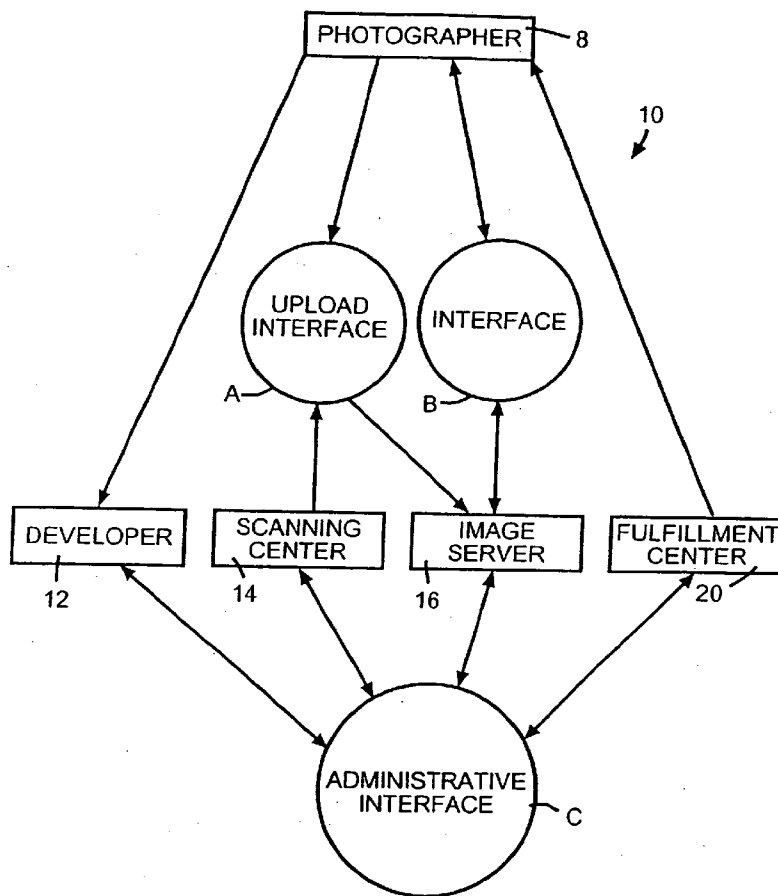 PHOTOGRAPHER
8
10
UPLOAD
INTERFACE
INTERFACE
A
B
DEVELOPER
SCANNING
CENTER
IMAGE
SERVER
FULFILLMENT
CENTER
12
14
16
20
ADMINISTRATIVE
INTERFACE
C